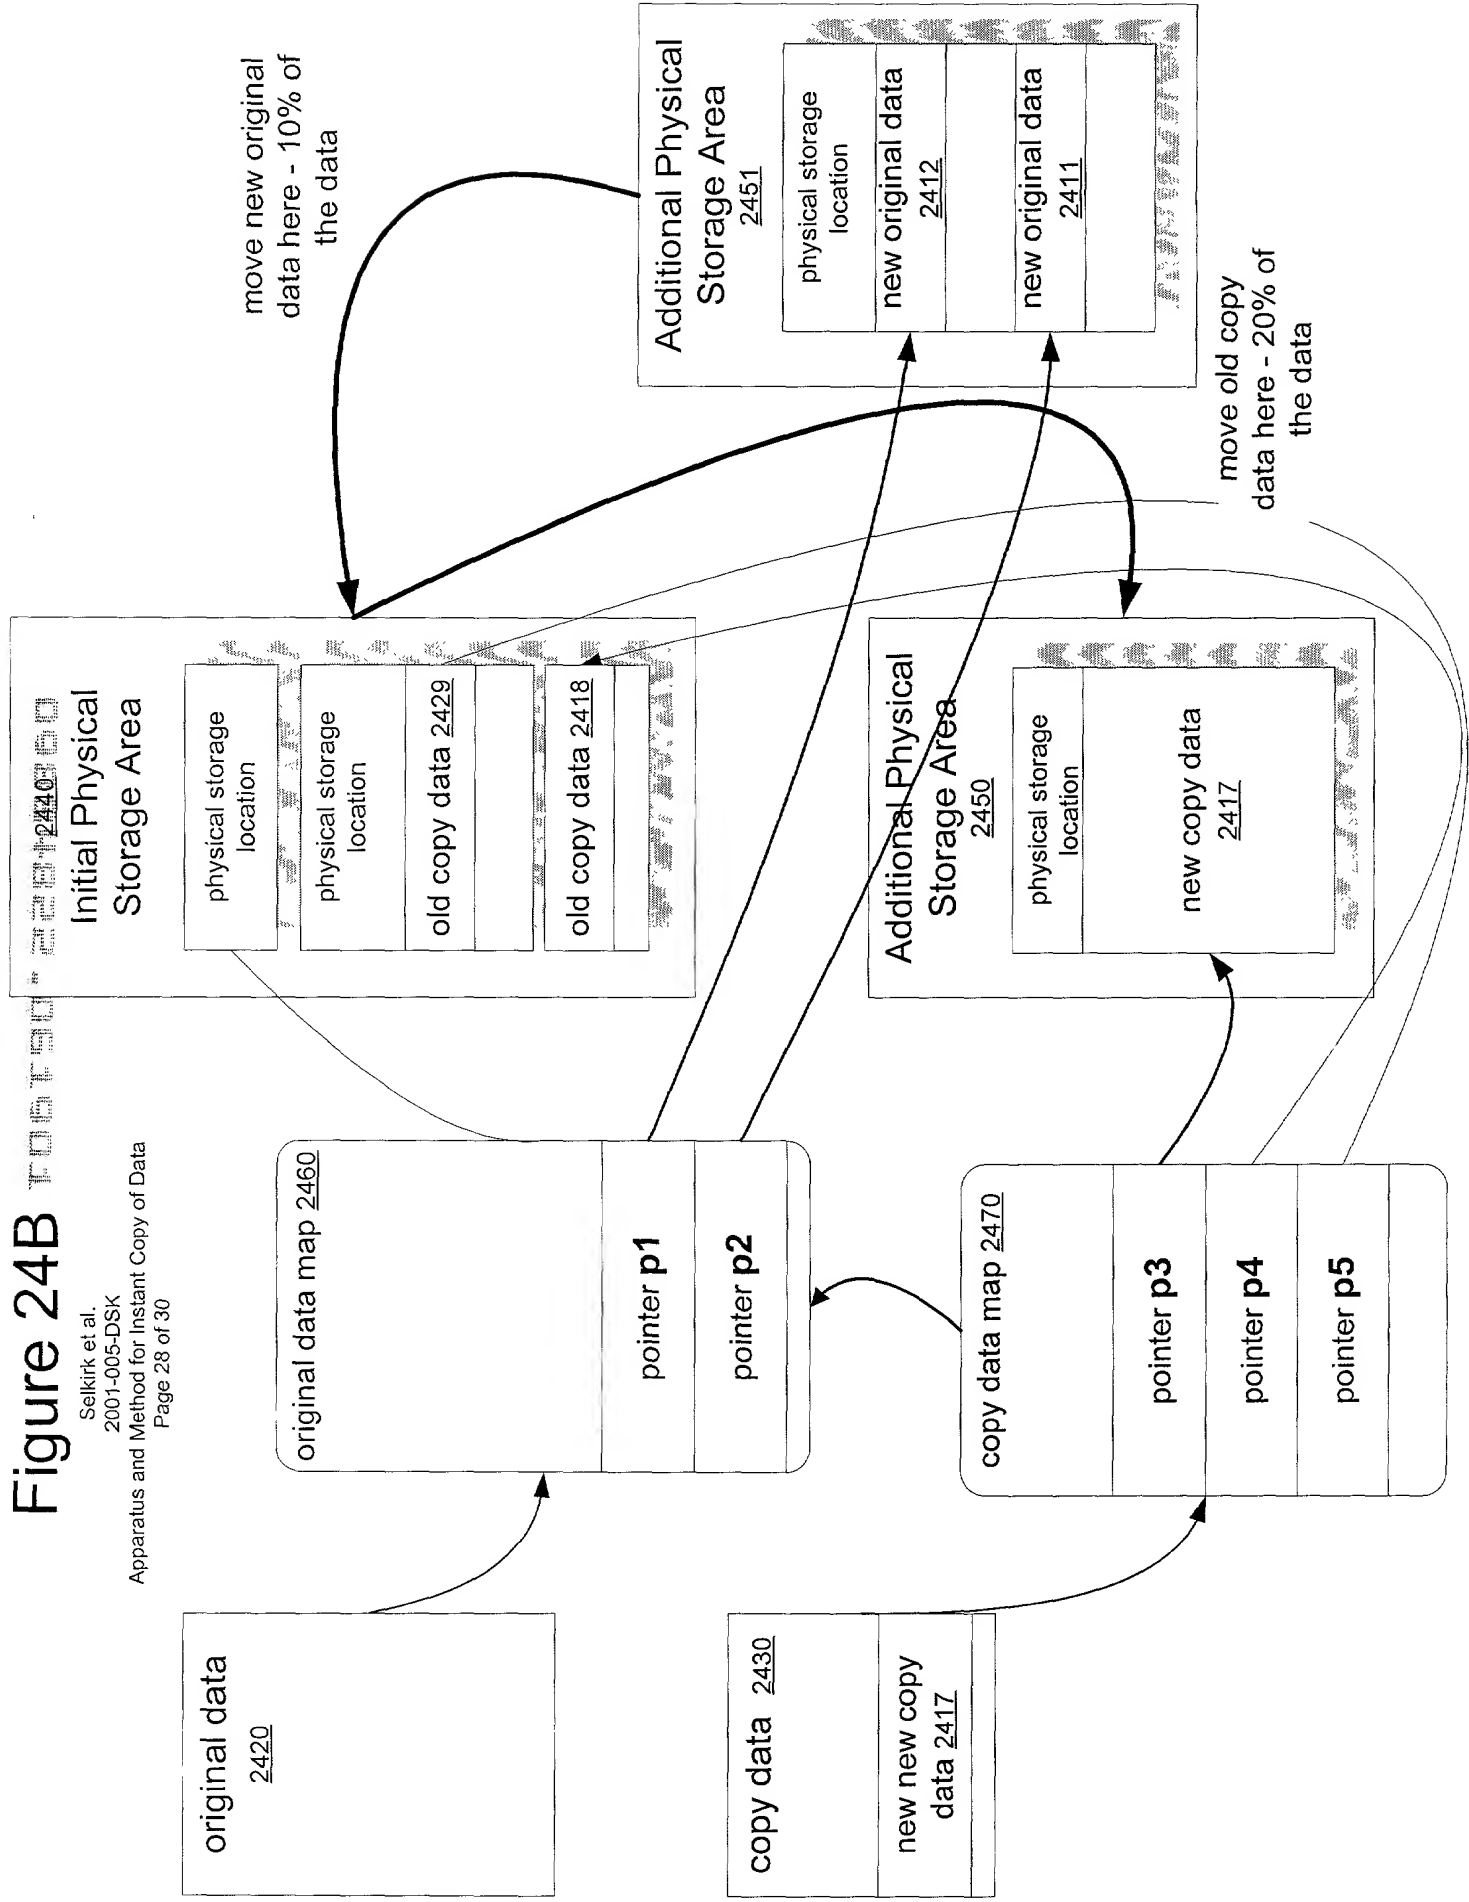 Figure 24B
Selkirk et al.
2001-005-DSK
Apparatus and Method for Instant Copy of Data
Page 28 of 30
original data
2420
copy data 2430
new new copy
data 2417
original data map 2460
pointer p1
pointer p2
copy data map 2470
pointer p3
pointer p4
pointer p5
2440
Initial Physical
Storage Area
physical storage
location
physical storage
location
old copy data 2429
old copy data 2418
Additional Physical
Storage Area
2450
physical storage
location
new copy data
2417
move new original
data here - 10% of
the data
Additional Physical
Storage Area
2451
physical storage
location
new original data
2412
new original data
2411
move old copy
data here - 20% of
the data